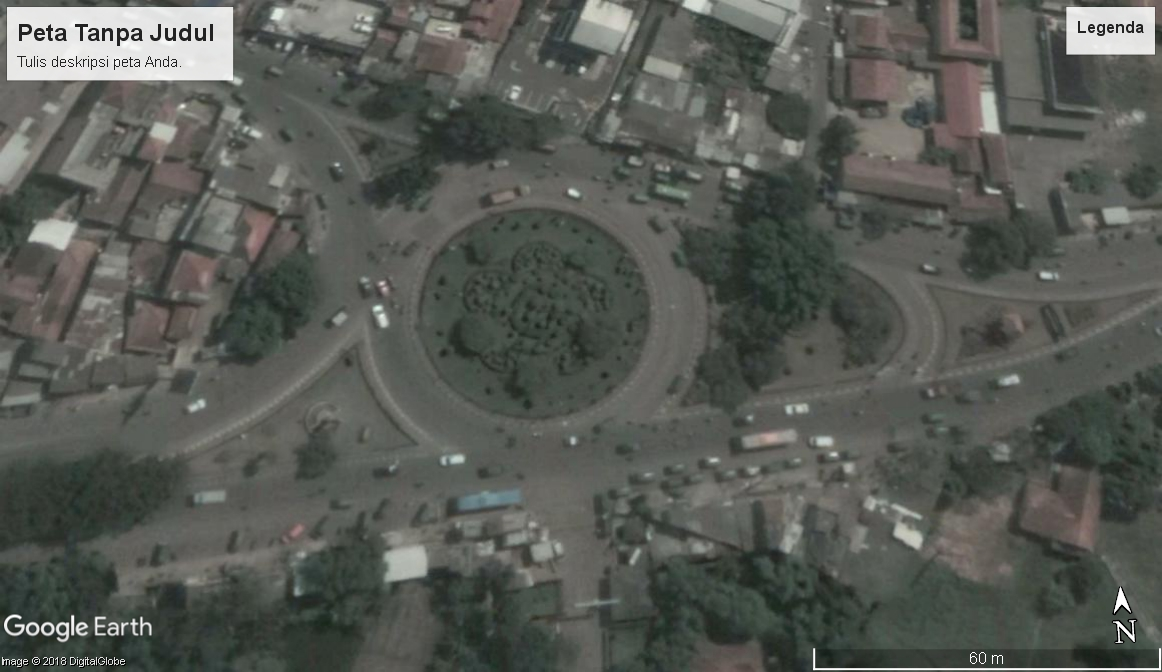 Peta Tanpa Judul
Tulis deskripsi peta Anda.
Legenda
Google Earth
Image © 2018 DigitalGlobe
N
60 m